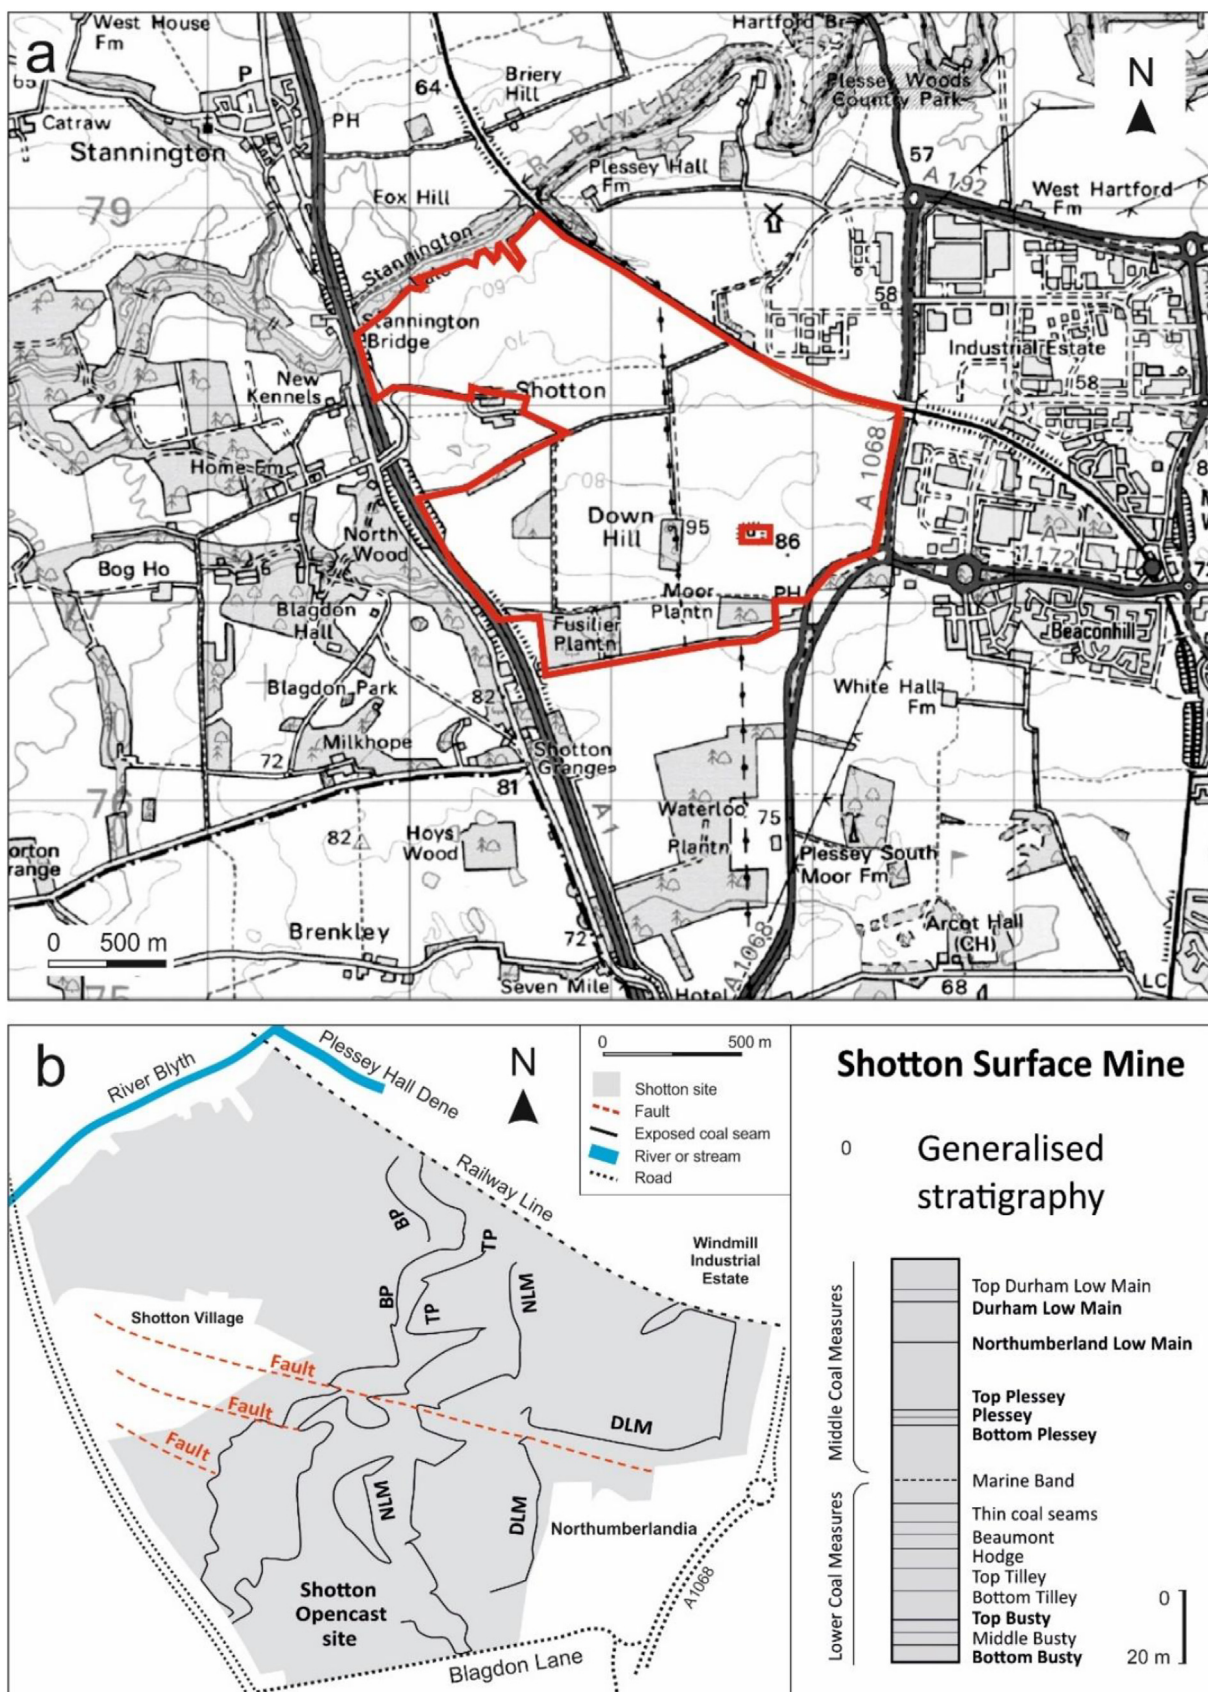 a
West House
Fm
Hartford Br
Plessey Woods
Country Park
N
65
Catraw
P
PH
Stannington
64
Briery
Hill
R Blyth
Plessey Hall
Fm
57
A 192
West Hartford
Fm
79
Fox Hill
Stannington
60
58
Stannington
Bridge
70
Industrial Estate
58
New
Kennels
Shotton
Home Fm
80
A 1068
Down
Hill
95
86
North
Wood
A
1172
Bog Ho
Blagdon
Hall
Moor
Plantn
PH
Fusilier
Plantn
Beaconhill
Blagdon Park
82
White Hall
Fm
Milkhope
72
Shotton
Grange
76
81
A1
Waterloo
Plantn
75
82
Hoys
Wood
Plessey South
Moor Fm
0 500 m
Brenkley
72
A 1068
Arcot Hall
(CH)
75
Seven Mile
Hotel
68
LC
b
River Blyth
Plessey Hall Dene
N
0 500 m
Shotton site
Fault
Exposed coal seam
River or stream
Road
Railway Line
BP
TP
BP
TP
NLM
Windmill
Industrial
Estate
Shotton Village
Fault
Fault
Fault
DLM
NLM
DLM
Northumberlandia
Shotton
Opencast
site
A1068
Blagdon Lane
Shotton Surface Mine
0
Generalised
stratigraphy
Middle Coal Measures
Top Durham Low Main
Durham Low Main
Northumberland Low Main
Top Plessey
Plessey
Bottom Plessey
Marine Band
Lower Coal Measures
Thin coal seams
Beaumont
Hodge
Top Tilley
Bottom Tilley
Top Busty
Middle Busty
Bottom Busty
0
20 m